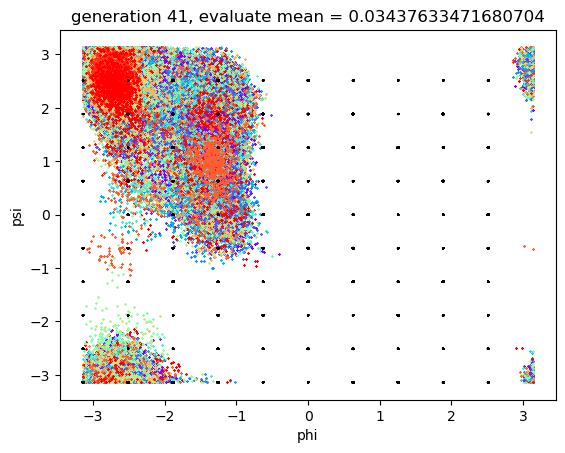 generation 41, evaluate mean = 0.03437633471680704
3
2
1
0
−1
−2
−3
psi
−3 −2 −1 0 1 2 3
phi